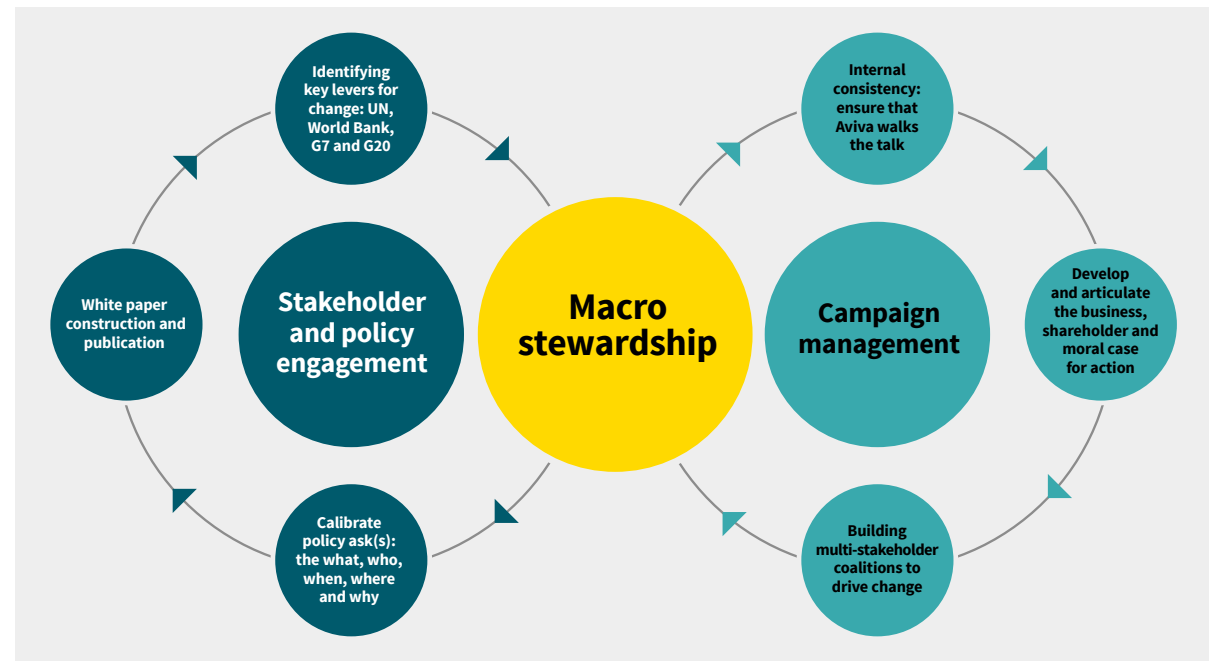 Identifying
key levers for
change: UN,
World Bank,
G7 and G20
Internal
consistency:
ensure that
Aviva walks
the talk
White paper
construction and
publication
Stakeholder
and policy
engagement
Macro
stewardship
Campaign
management
Develop
and articulate
the business,
shareholder and
moral case
for action
Calibrate
policy ask(s):
the what, who,
when, where
and why
Building
multi-stakeholder
coalitions to
drive change